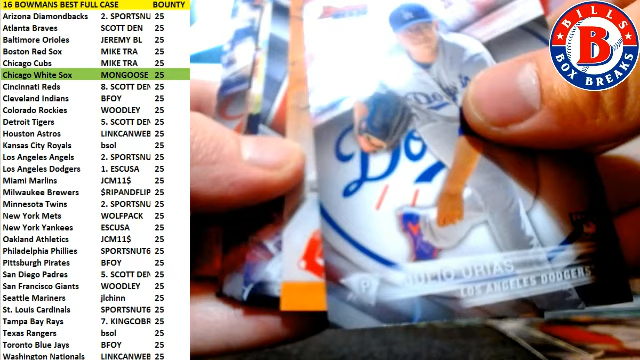 16 BOWMANS BEST FULL CASE BOUNTY
Arizona Diamondbacks 2. SPORTSNU 25
Atlanta Braves SCOTT DEN 25
Baltimore Orioles JEREMY BL 25
Boston Red Sox MIKE TRA 25
Chicago Cubs MIKE TRA 25
Chicago White Sox MONGOOSE 25
Cincinnati Reds 8. SCOTT DEN 25
Cleveland Indians BFOY 25
Colorado Rockies WOODLEY 25
Detroit Tigers 5. SCOTT DEN 25
Houston Astros LINKCANWEB 25
Kansas City Royals bsol 25
Los Angeles Angels 2. SPORTSNU 25
Los Angeles Dodgers 1. ESCUSA 25
Miami Marlins JCM11$ 25
Milwaukee Brewers $RIPANDFLIP 25
Minnesota Twins 2. SPORTSNU 25
New York Mets WOLFPACK 25
New York Yankees ESCUSA 25
Oakland Athletics JCM11$ 25
Philadelphia Phillies SPORTSNUT6 25
Pittsburgh Pirates BFOY 25
San Diego Padres 5. SCOTT DEN 25
San Francisco Giants WOODLEY 25
Seattle Mariners jlchinn 25
St. Louis Cardinals SPORTSNUT6 25
Tampa Bay Rays 7. KINGCOBR 25
Texas Rangers bsol 25
Toronto Blue Jays BFOY 25
Washington Nationals LINKCANWEB 25
BILLS
B
BOX BREAKS
Dodgers
Do
JULIO URIAS
LOS ANGELES DODGERS